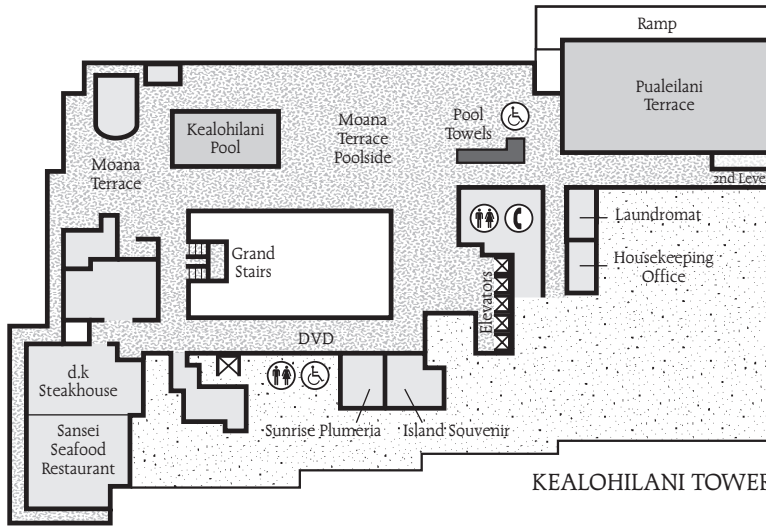 Ramp
Pualeilani
Terrace
Kealohilani
Pool
Moana
Terrace
Poolside
Pool
Towels
Moana
Terrace
2nd Leve
Laundromat
Grand
Stairs
Housekeeping
Office
Elevators
DVD
d.k
Steakhouse
Sunrise Plumeria
Island Souvenir
Sansei
Seafood
Restaurant
KEALOHILANI TOWER